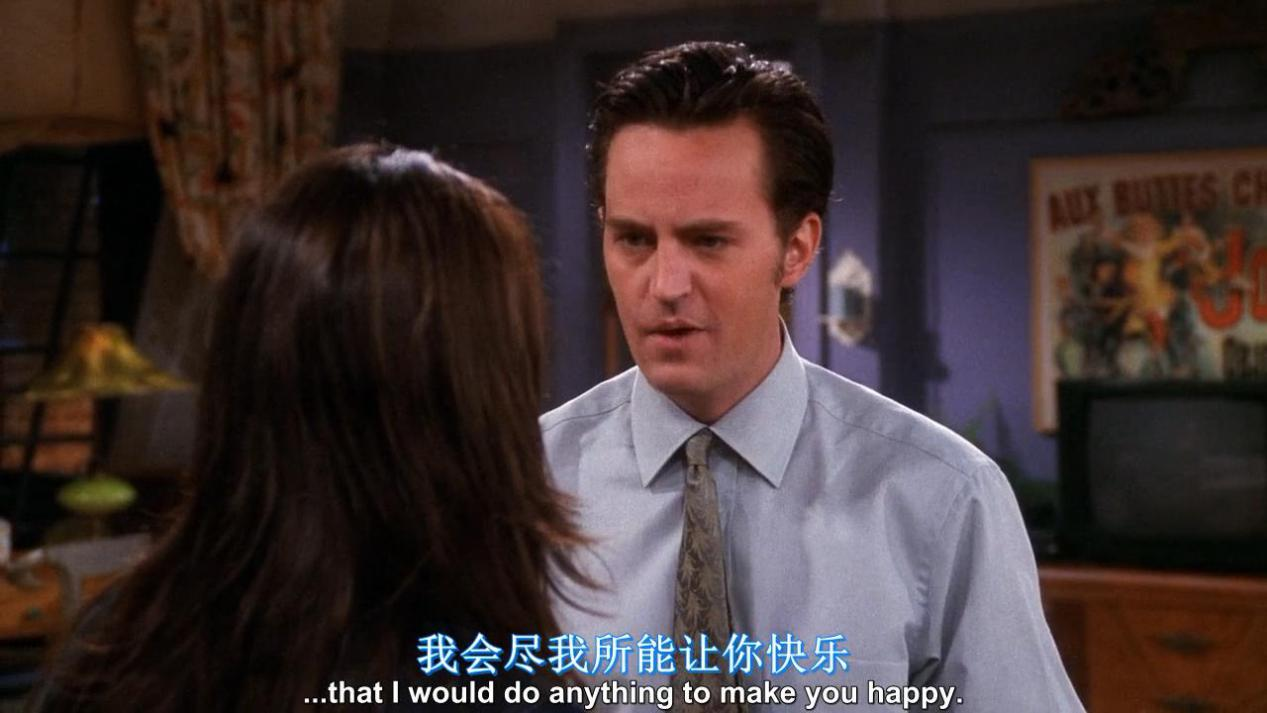 AUX BUTTES CH
我会尽我所能让你快乐
...that I would do anything to make you happy.